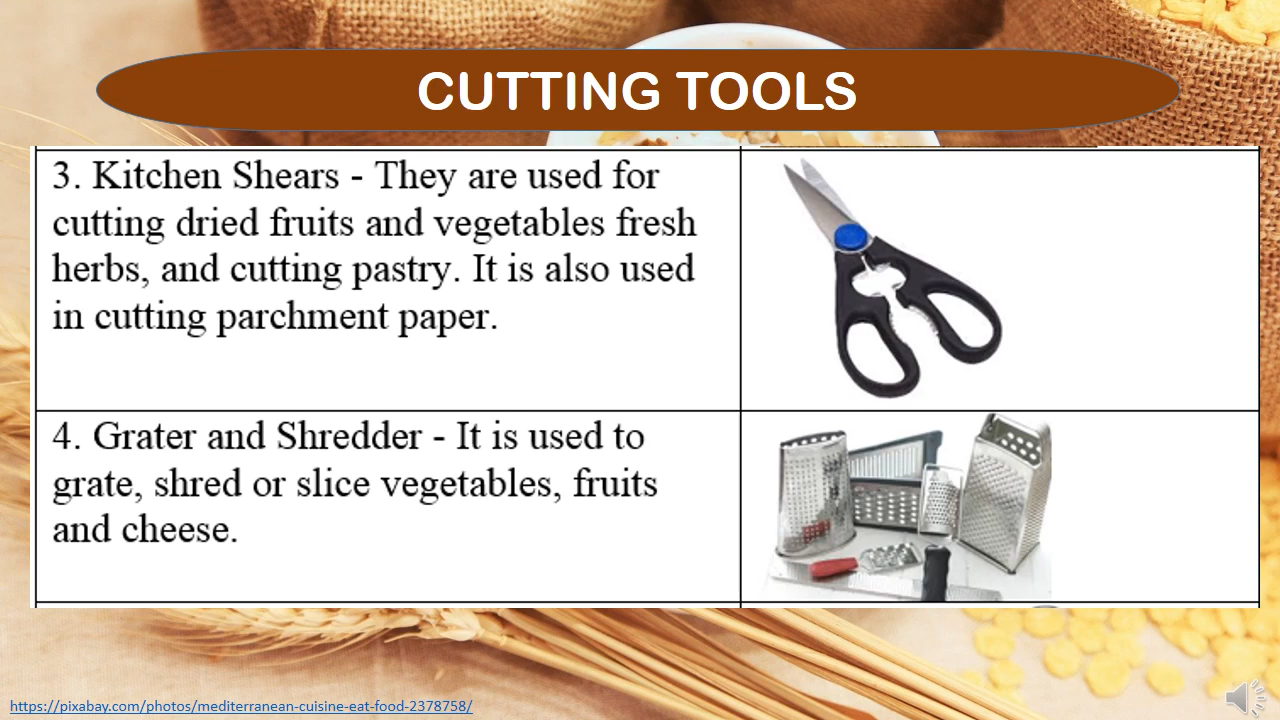 CUTTING TOOLS
3. Kitchen Shears - They are used for
cutting dried fruits and vegetables fresh
herbs, and cutting pastry. It is also used
in cutting parchment paper.
4. Grater and Shredder - It is used to
grate, shred or slice vegetables, fruits
and cheese.
https://pixabay.com/photos/mediterranean-cuisine-eat-food-2378758/